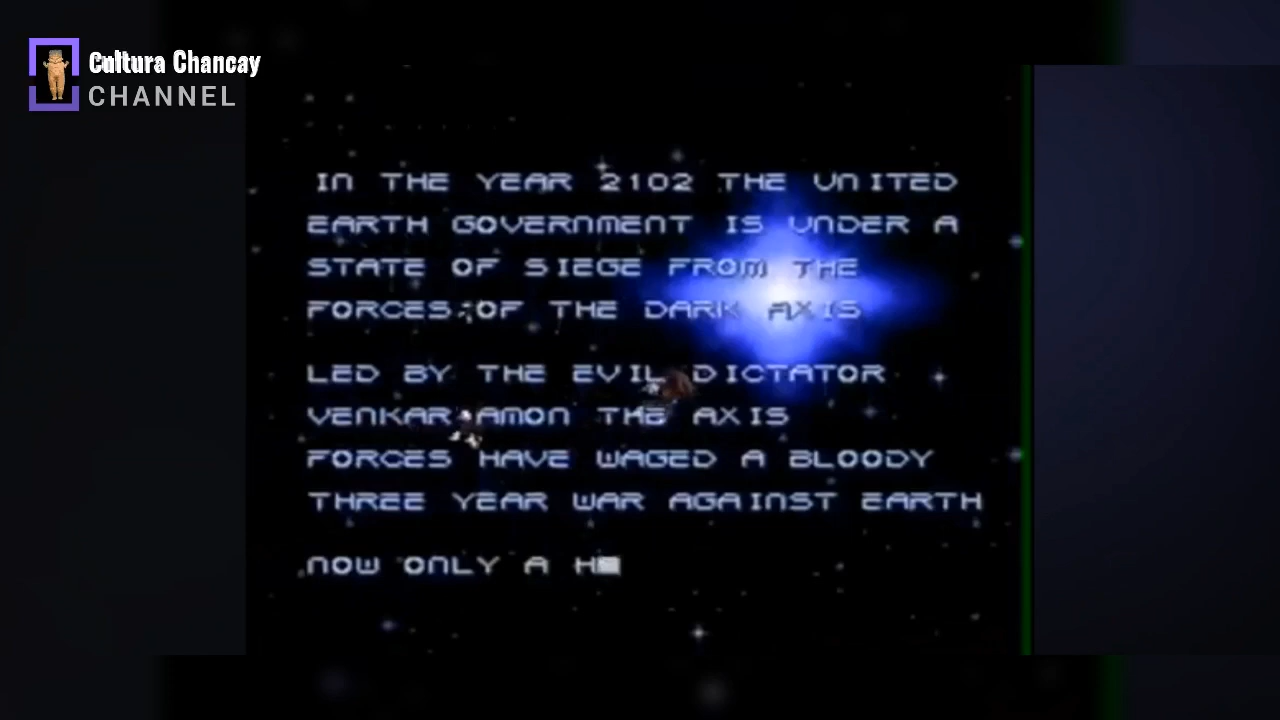 Cultura Chancay
CHANNEL
IN THE YEAR 2102 THE UNITED
EARTH GOVERNMENT IS UNDER A
STATE OF SIEGE FROM THE
FORCES OF THE DARK AXIS
LED BY THE EVIL DICTATOR
VENKAR AMON THE AXIS
FORCES HAVE WAGED A BLOODY
THREE YEAR WAR AGAINST EARTH
NOW ONLY A H